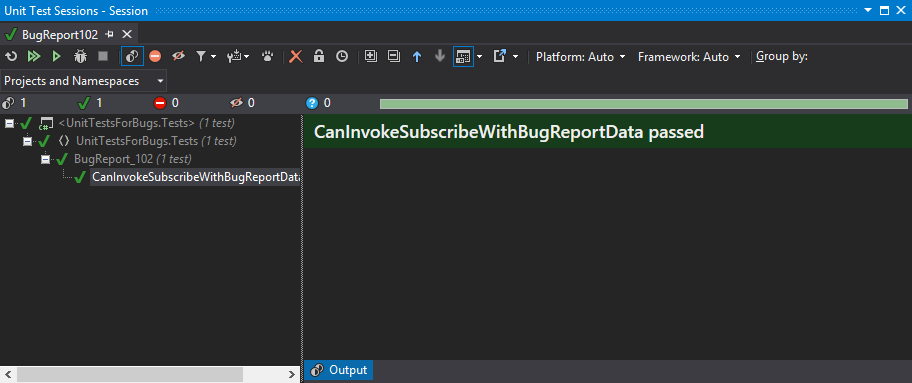 Unit Test Sessions - Session
BugReport102
Platform: Auto Framework: Auto Group by:
Projects and Namespaces
1 1 0 0 0
<UnitTestsForBugs.Tests> (1 test)
UnitTestsForBugs.Tests (1 test)
BugReport_102 (1 test)
CanInvokeSubscribeWithBugReportData
CanInvokeSubscribeWithBugReportData passed
Output